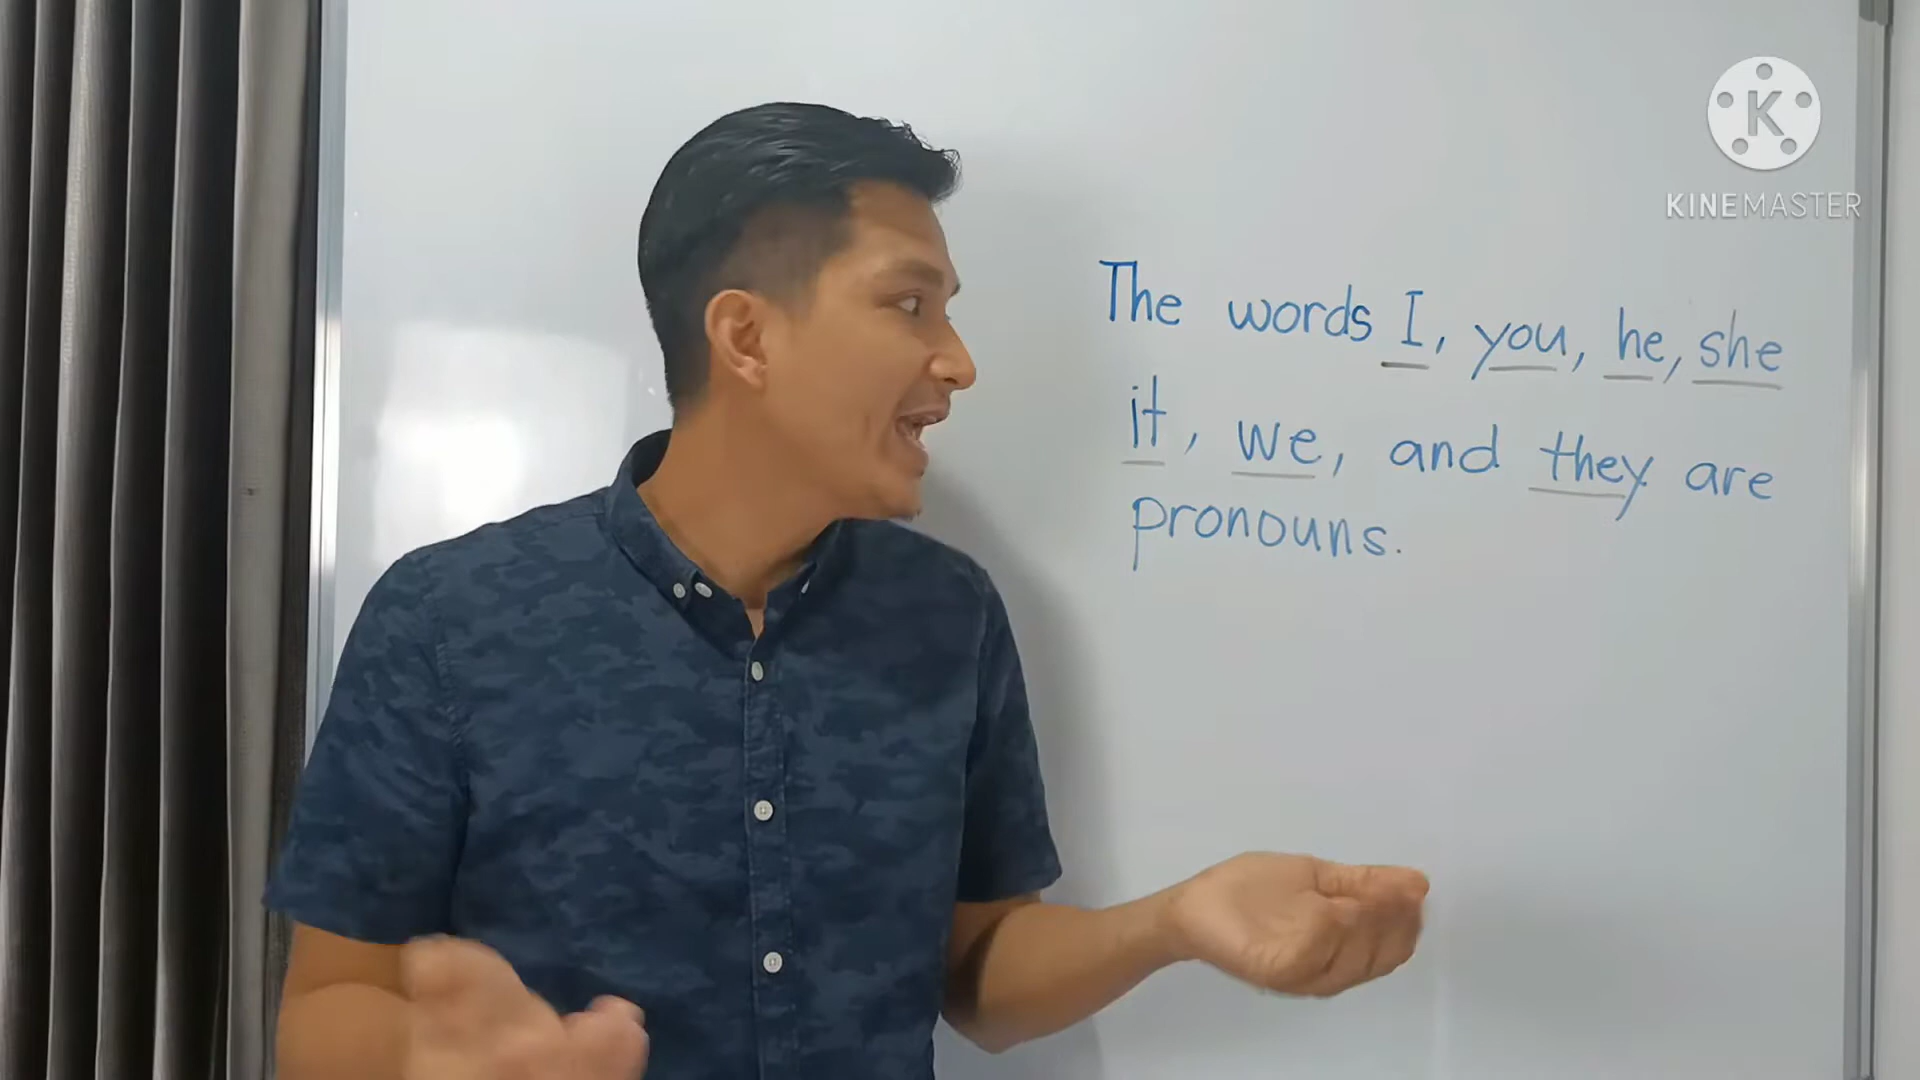 K
KINEMASTER
The words I, you, he, she
it, we, and they are
pronouns.